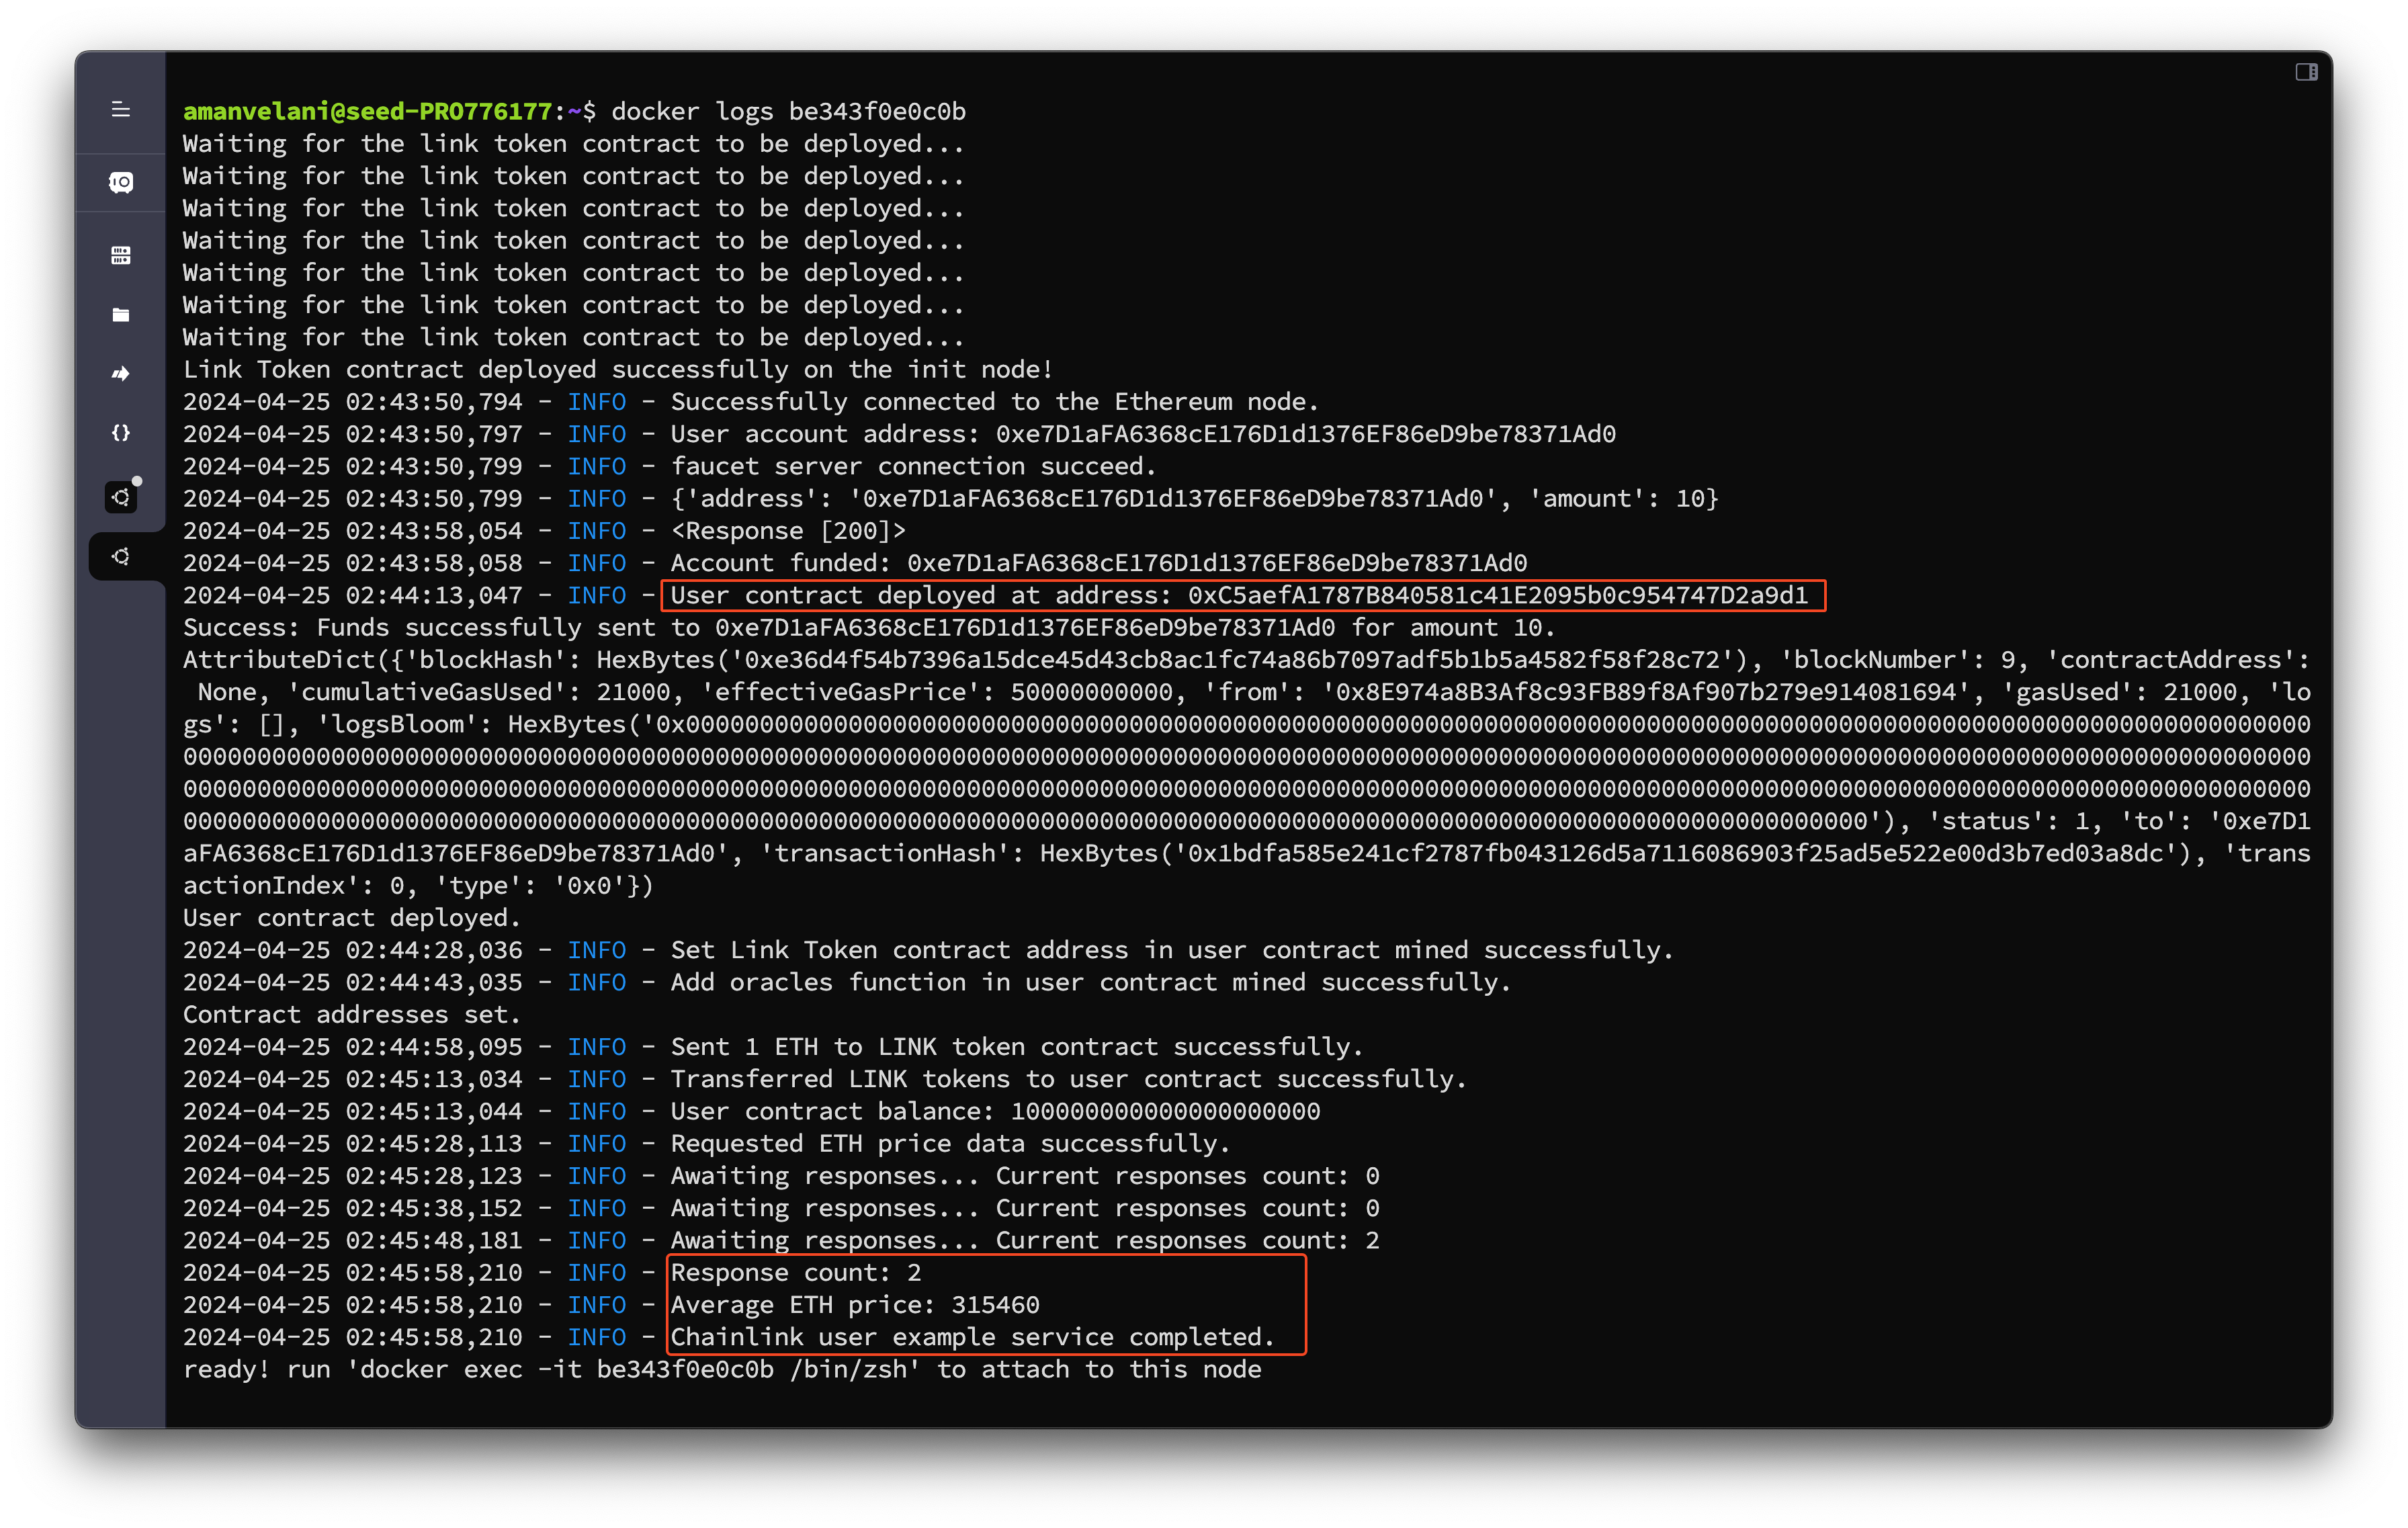 amanvelani@seed-PRO776177:~$ docker logs be343f0e0c0b
Waiting for the link token contract to be deployed...
Waiting for the link token contract to be deployed...
Waiting for the link token contract to be deployed...
Waiting for the link token contract to be deployed...
Waiting for the link token contract to be deployed...
Waiting for the link token contract to be deployed...
Waiting for the link token contract to be deployed...
Link Token contract deployed successfully on the init node!
2024-04-25 02:43:50,794 - INFO - Successfully connected to the Ethereum node.
2024-04-25 02:43:50,797 - INFO - User account address: 0xe7D1aFA6368cE176D1d1376EF86eD9be78371Ad0
2024-04-25 02:43:50,799 - INFO - faucet server connection succeed.
2024-04-25 02:43:50,799 - INFO - {'address': '0xe7D1aFA6368cE176D1d1376EF86eD9be78371Ad0', 'amount': 10}
2024-04-25 02:43:58,054 - INFO - <Response [200]>
2024-04-25 02:43:58,058 - INFO - Account funded: 0xe7D1aFA6368cE176D1d1376EF86eD9be78371Ad0
2024-04-25 02:44:13,047 - INFO - User contract deployed at address: 0xC5aefA1787B840581c41E2095b0c954747D2a9d1
Success: Funds successfully sent to 0xe7D1aFA6368cE176D1d1376EF86eD9be78371Ad0 for amount 10.
AttributeDict({'blockHash': HexBytes('0xe36d4f54b7396a15dce45d43cb8ac1fc74a86b7097adf5b1b5a4582f58f28c72'), 'blockNumber': 9, 'contractAddress':
None, 'cumulativeGasUsed': 21000, 'effectiveGasPrice': 50000000000, 'from': '0x8E974a8B3Af8c93FB89f8Af907b279e914081694', 'gasUsed': 21000, 'lo
gs': [], 'logsBloom': HexBytes('0x00000000000000000000000000000000000000000000000000000000000000000000000000000000000000000000000000000000000000
000000000000000000000000000000000000000000000000000000000000000000000000000000000000000000000000000000000000000000000000000000000000000000000000
000000000000000000000000000000000000000000000000000000000000000000000000000000000000000000000000000000000000000000000000000000000000000000000000
000000000000000000000000000000000000000000000000000000000000000000000000000000000000000000000000000000000000000000'), 'status': 1, 'to': '0xe7D1
aFA6368cE176D1d1376EF86eD9be78371Ad0', 'transactionHash': HexBytes('0x1bdfa585e241cf2787fb043126d5a7116086903f25ad5e522e00d3b7ed03a8dc'), 'trans
actionIndex': 0, 'type': '0x0'})
User contract deployed.
2024-04-25 02:44:28,036 - INFO - Set Link Token contract address in user contract mined successfully.
2024-04-25 02:44:43,035 - INFO - Add oracles function in user contract mined successfully.
Contract addresses set.
2024-04-25 02:44:58,095 - INFO - Sent 1 ETH to LINK token contract successfully.
2024-04-25 02:45:13,034 - INFO - Transferred LINK tokens to user contract successfully.
2024-04-25 02:45:13,044 - INFO - User contract balance: 100000000000000000000
2024-04-25 02:45:28,113 - INFO - Requested ETH price data successfully.
2024-04-25 02:45:28,123 - INFO - Awaiting responses... Current responses count: 0
2024-04-25 02:45:38,152 - INFO - Awaiting responses... Current responses count: 0
2024-04-25 02:45:48,181 - INFO - Awaiting responses... Current responses count: 2
2024-04-25 02:45:58,210 - INFO - Response count: 2
2024-04-25 02:45:58,210 - INFO - Average ETH price: 315460
2024-04-25 02:45:58,210 - INFO - Chainlink user example service completed.
ready! run 'docker exec -it be343f0e0c0b /bin/zsh' to attach to this node